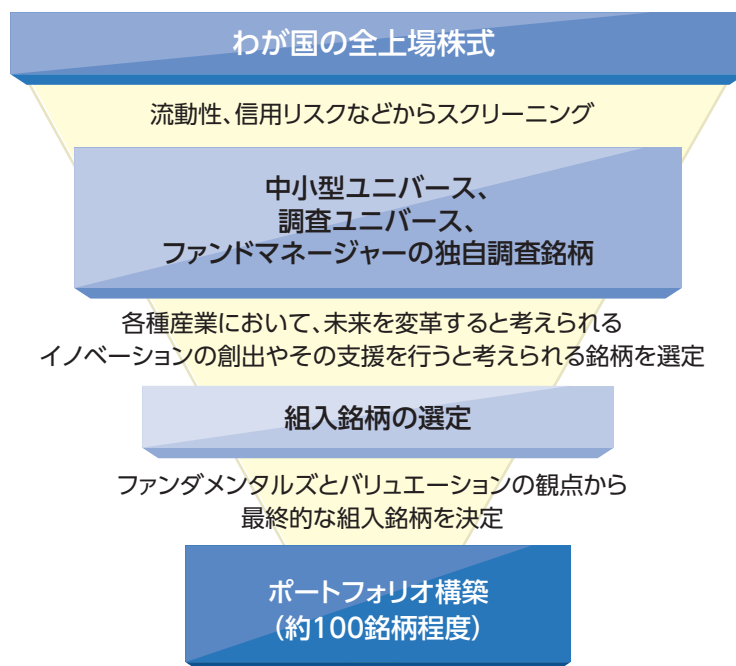 わが国の全上場株式
流動性、信用リスクなどからスクリーニング
中小型ユニバース、
調査ユニバース、
ファンドマネージャーの独自調査銘柄
各種産業において、未来を変革すると考えられる
イノベーションの創出やその支援を行うと考えられる銘柄を選定
組入銘柄の選定
ファンダメンタルズとバリュエーションの観点から
最終的な組入銘柄を決定
ポートフォリオ構築
（約100銘柄程度）